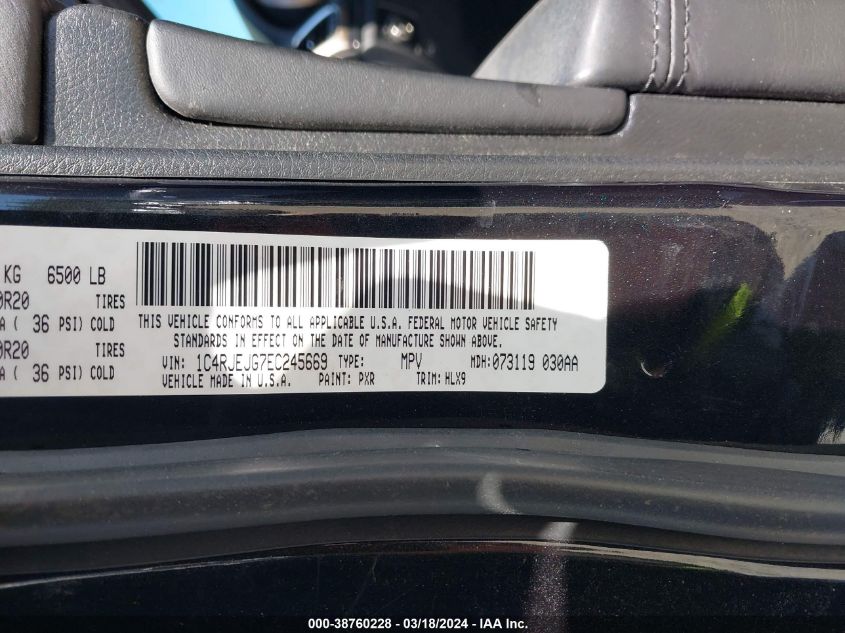 KG 6500 LB
0R20 TIRES
A ( 36 PSI) COLD
0R20 TIRES
A ( 36 PSI) COLD
THIS VEHICLE CONFORMS TO ALL APPLICABLE U.S.A. FEDERAL MOTOR VEHICLE SAFETY
STANDARDS IN EFFECT ON THE DATE OF MANUFACTURE SHOWN ABOVE.
VIN: 1C4RJEJG7EC245669 TYPE: MPV MDH: 073119 030AA
VEHICLE MADE IN U.S.A. PAINT: PXR TRIM: HLX9
000-38760228 - 03/18/2024 - IAA Inc.